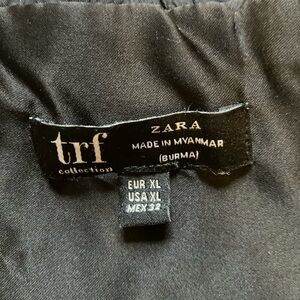 trf
collection
ZARA
MADE IN MYANMAR
(BURMA)
EUR XL
USA XL
MEX 32